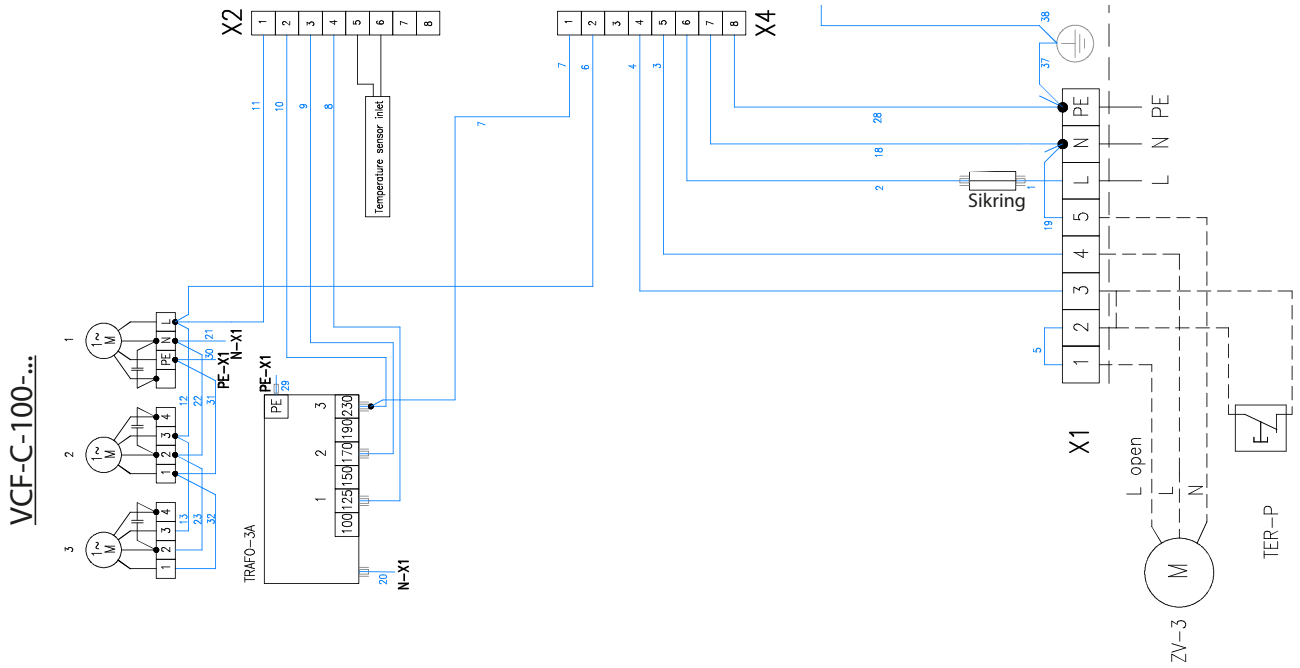 VCF-C-100-...
X2
1 2 3 4 5 6 7 8
11
10
9
8
Temperature sensor inlet
1 2 3 4 5 6 7 8
X4
7
6
4
3
7
28
18
2
1
Sikring
38
37
19
5
PE
N
L
5
4
3
2
1
PE
N
L
X1
L open
L
N
M
ZV-3
TER-P
1
1~
M
L
N
PE
21
30
N-X1
PE-X1
12
22
31
2
1~
M
4
3
2
1
13
23
32
3
1~
M
4
3
2
1
TRAFO-3A
PE
PE-X1
29
3
2
1
230
190
170
150
125
100
20
N-X1